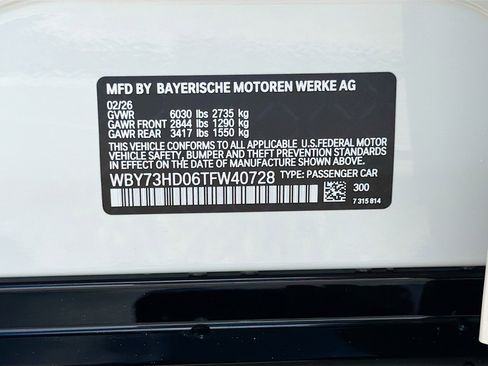 MFD BY BAYERISCHE MOTOREN WERKE AG
02/26
GVWR 6030 lbs 2735 kg
GAWR FRONT 2844 lbs 1290 kg
GAWR REAR 3417 lbs 1550 kg
THIS VEHICLE CONFORMS TO ALL APPLICABLE U.S.FEDERAL MOTOR
VEHICLE SAFETY, BUMPER AND THEFT PREVENTION STANDARDS
IN EFFECT ON THE DATE OF MANUFACTURE SHOWN ABOVE.
WBY73HD06TFW40728 TYPE: PASSENGER CAR
300
7 315 814